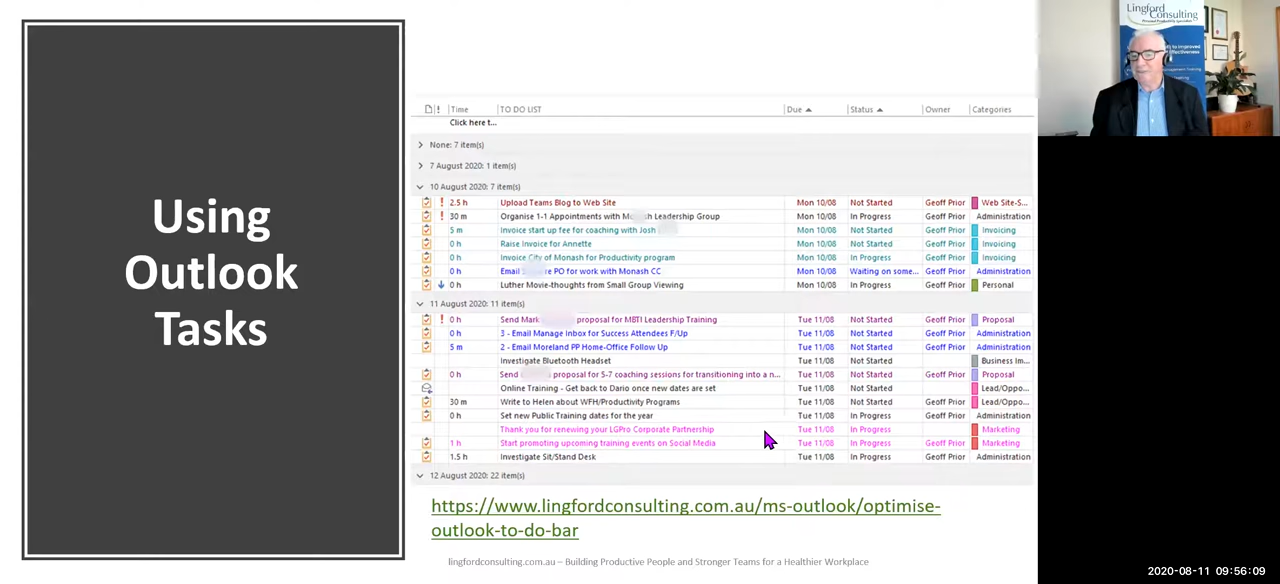 Using
Outlook
Tasks
! Time TO DO LIST Due Status Owner Categories
Click here t...
None: 7 item(s)
7 August 2020: 1 item(s)
10 August 2020: 7 item(s)
! 2.5 h Upload Teams Blog to Web Site Mon 10/08 Not Started Geoff Prior Web Site-S...
! 30 m Organise 1-1 Appointments with Leadership Group Mon 10/08 In Progress Geoff Prior Administration
5 m Invoice start up fee for coaching with Josh Mon 10/08 Not Started Geoff Prior Invoicing
0 h Raise Invoice for Annette Mon 10/08 Not Started Geoff Prior Invoicing
0 h Invoice City of Monash for Productivity program Mon 10/08 In Progress Geoff Prior Invoicing
0 h Email PO for work with Monash CC Mon 10/08 Waiting on some... Geoff Prior Administration
0 h Luther Movie-thoughts from Small Group Viewing Mon 10/08 In Progress Geoff Prior Personal
11 August 2020: 11 item(s)
! 0 h Send Mark proposal for MBTI Leadership Training Tue 11/08 Not Started Geoff Prior Proposal
0 h 3 - Email Manage Inbox for Success Attendees F/Up Tue 11/08 Not Started Geoff Prior Administration
5 m 2 - Email Moreland PP Home-Office Follow Up Tue 11/08 Not Started Geoff Prior Administration
Investigate Bluetooth Headset Tue 11/08 Not Started Business Im...
0 h Send proposal for 5-7 coaching sessions for transitioning into a n... Tue 11/08 Not Started Geoff Prior Proposal
Online Training - Get back to Dario once new dates are set Tue 11/08 Not Started Lead/Oppo...
30 m Write to Helen about WFH/Productivity Programs Tue 11/08 Not Started Geoff Prior Lead/Oppo...
0 h Set new Public Training dates for the year Tue 11/08 In Progress Geoff Prior Administration
Thank you for renewing your LGPro Corporate Partnership Tue 11/08 In Progress Marketing
1 h Start promoting upcoming training events on Social Media Tue 11/08 In Progress Geoff Prior Marketing
1.5 h Investigate Sit/Stand Desk Tue 11/08 In Progress Geoff Prior Administration
12 August 2020: 22 item(s)
https://www.lingfordconsulting.com.au/ms-outlook/optimise-
outlook-to-do-bar
lingfordconsulting.com.au – Building Productive People and Stronger Teams for a Healthier Workplace
Lingford
Consulting
2020-08-11 09:56:09